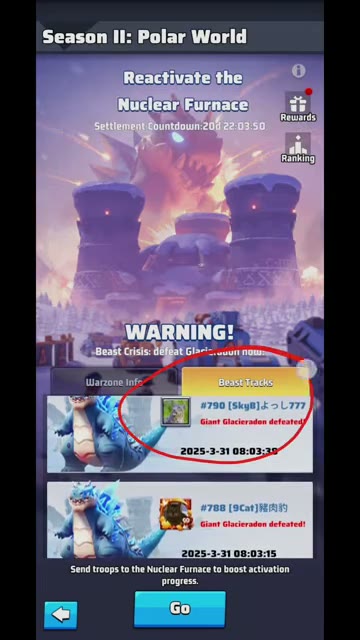 Season II: Polar World
Reactivate the
Nuclear Furnace
Settlement Countdown:20d 22:03:50
Rewards
Ranking
WARNING!
Beast Crisis: defeat Glacieradon now!
Warzone Info
Beast Tracks
#790 [SkyB]よっし777
Giant Glacieradon defeated!
2025-3-31 08:03:39
#788 [9Cat]豬肉豹
Giant Glacieradon defeated!
2025-3-31 08:03:15
Send troops to the Nuclear Furnace to boost activation
progress.
Go